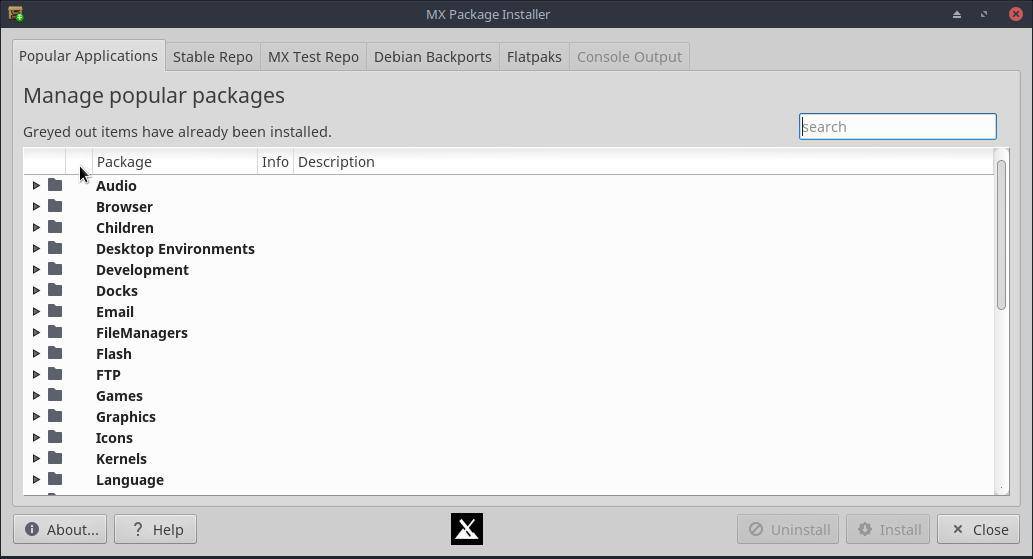 MX Package Installer
Popular Applications Stable Repo MX Test Repo Debian Backports Flatpaks Console Output
Manage popular packages
Greyed out items have already been installed.
search
Package Info Description
Audio
Browser
Children
Desktop Environments
Development
Docks
Email
FileManagers
Flash
FTP
Games
Graphics
Icons
Kernels
Language
About... ? Help Uninstall Install Close